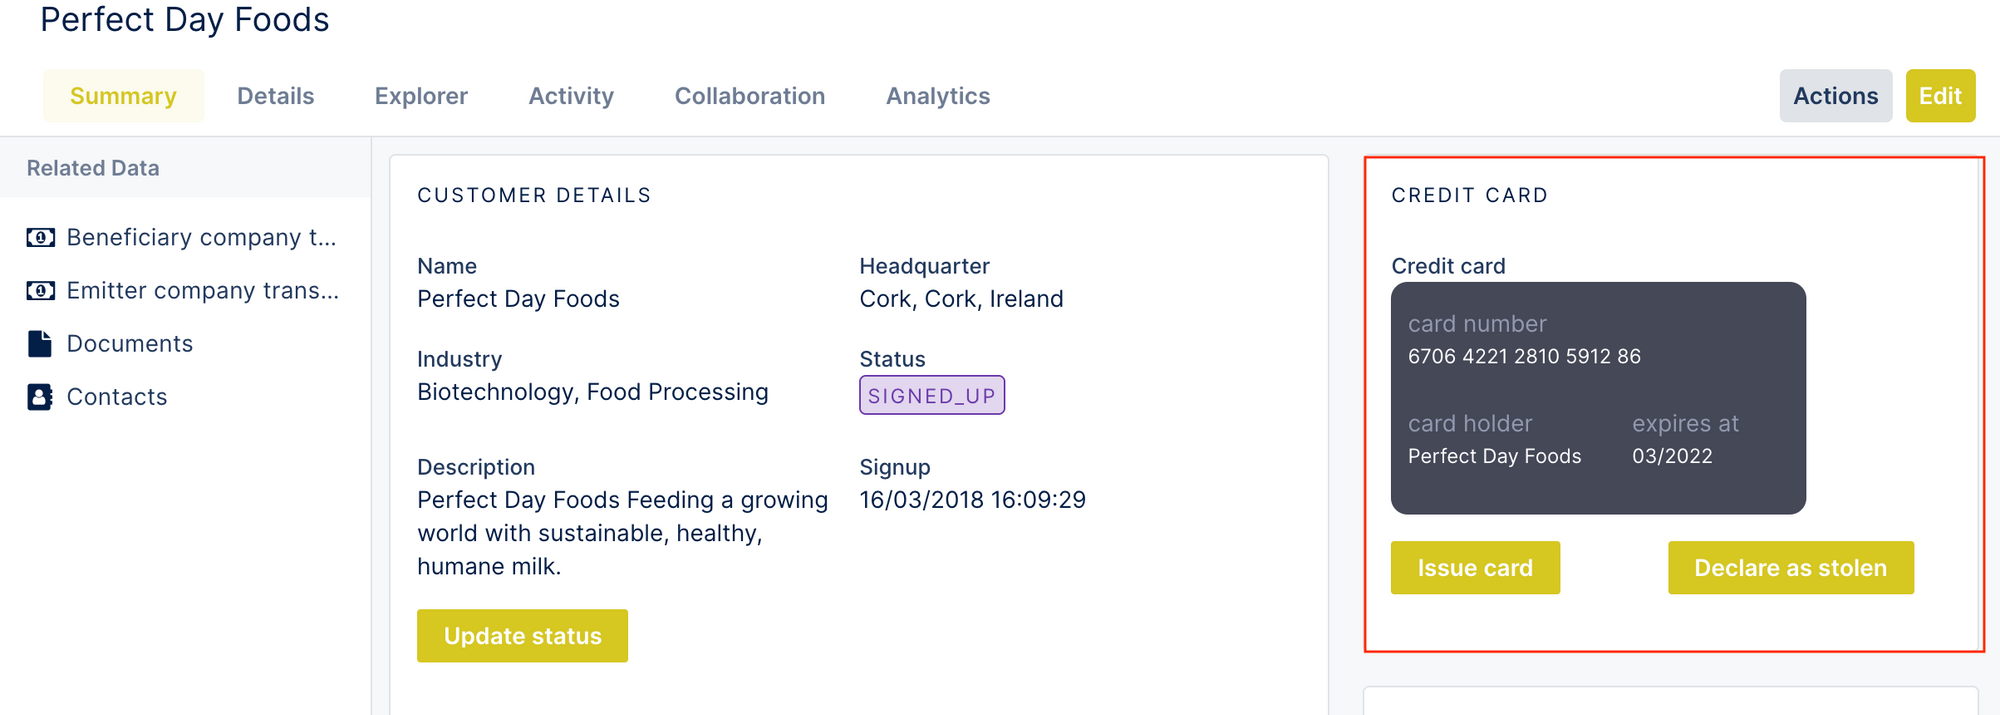 Perfect Day Foods
Summary
Details
Explorer
Activity
Collaboration
Analytics
Actions
Edit
Related Data
Beneficiary company t...
Emitter company trans...
Documents
Contacts
CUSTOMER DETAILS
Name
Perfect Day Foods
Headquarter
Cork, Cork, Ireland
Industry
Biotechnology, Food Processing
Status
SIGNED_UP
Description
Perfect Day Foods Feeding a growing
world with sustainable, healthy,
humane milk.
Signup
16/03/2018 16:09:29
Update status
CREDIT CARD
Credit card
card number
6706 4221 2810 5912 86
card holder
Perfect Day Foods
expires at
03/2022
Issue card
Declare as stolen